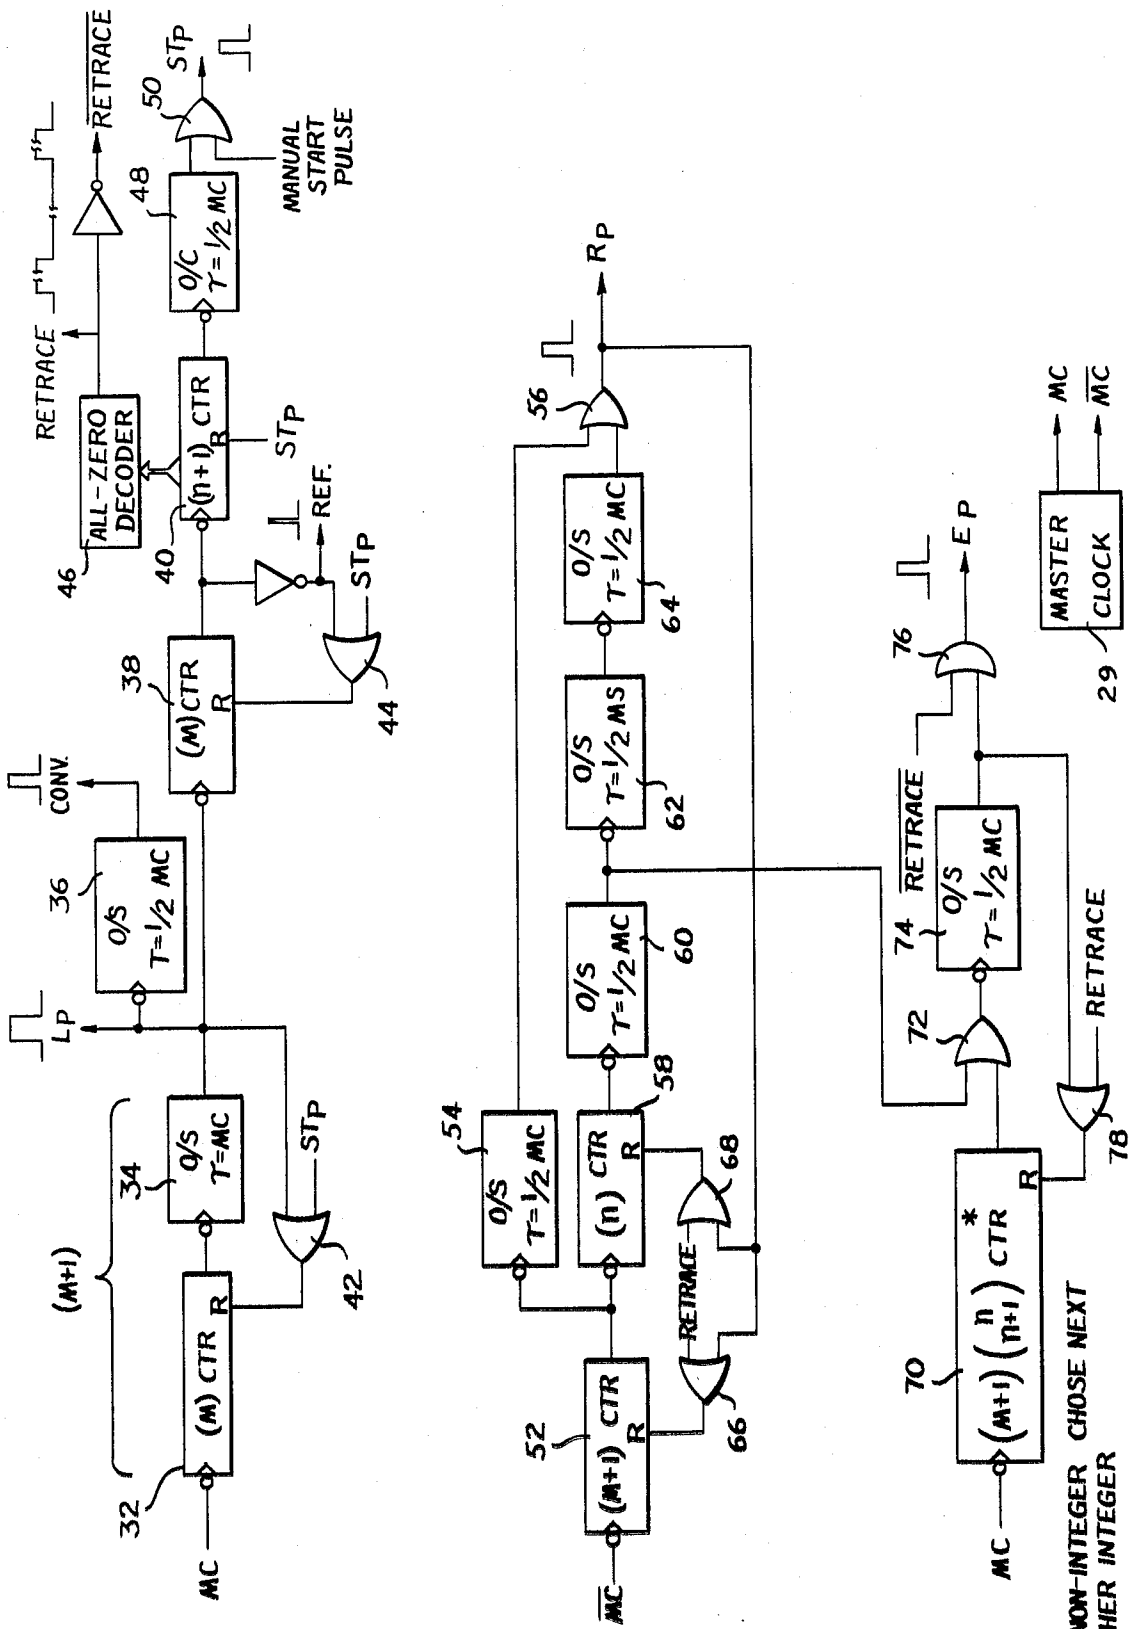 (M+1)
32
(M) CTR
R
MC
34
O/S
τ=MC
42
STP
LP
36
O/S
T=1/2 MC
CONV.
38
(M) CTR
R
44
STP
REF.
40
(n+1) CTR
R
STP
46
ALL-ZERO
DECODER
RETRACE
RETRACE
48
O/C
τ=1/2 MC
50
STP
MANUAL
START
PULSE
MC
52
(M+1) CTR
R
54
O/S
τ=1/2 MC
58
(n) CTR
R
RETRACE
66
68
60
O/S
τ=1/2 MC
62
O/S
τ=1/2 MS
64
O/S
τ=1/2 MC
56
RP
MC
70
(M+1) (n
n+1) CTR
*
R
72
74
O/S
τ=1/2 MC
RETRACE
76
EP
78
RETRACE
29
MASTER
CLOCK
MC
MC
NON-INTEGER CHOSE NEXT
HER INTEGER